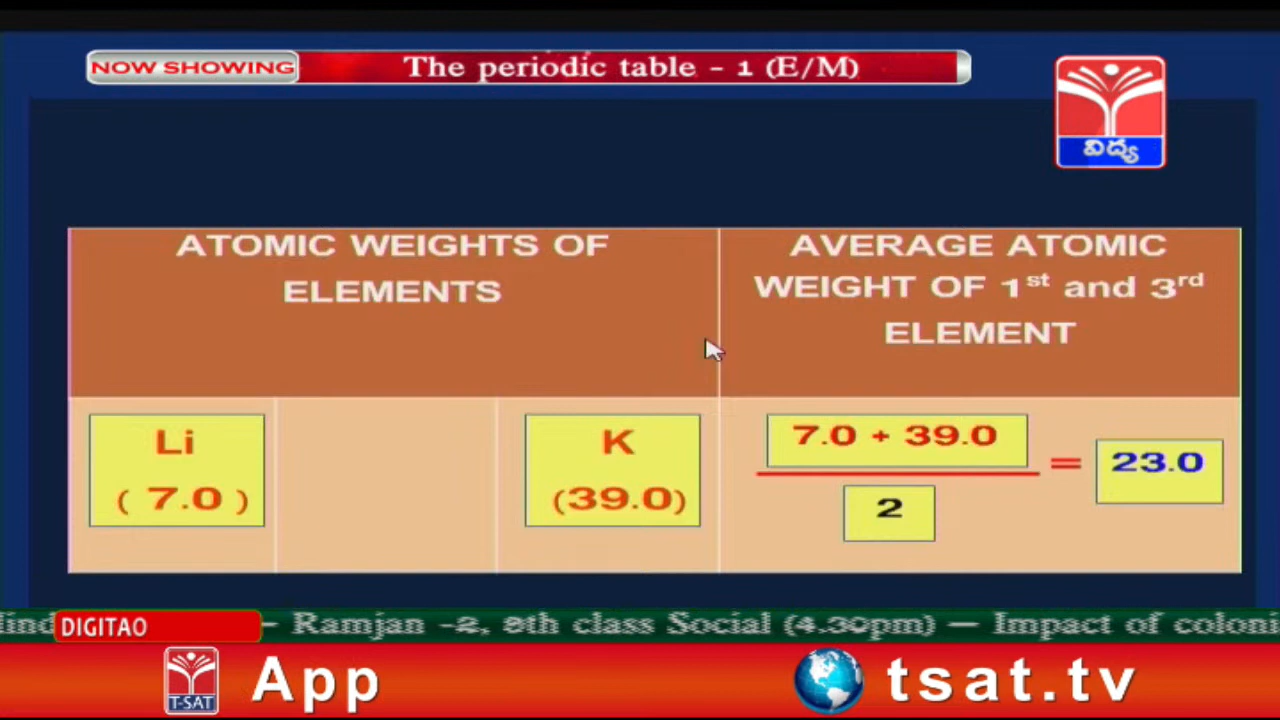 NOW SHOWING
The periodic table - 1 (E/M)
విద్య
ATOMIC WEIGHTS OF
ELEMENTS
AVERAGE ATOMIC
WEIGHT OF 1st and 3rd
ELEMENT
Li
( 7.0 )
K
(39.0)
7.0 + 39.0
2
= 23.0
DIGITAO
– Ramjan -2, 9th class Social (4.30pm) – Impact of coloni
T-SAT
App
tsat.tv